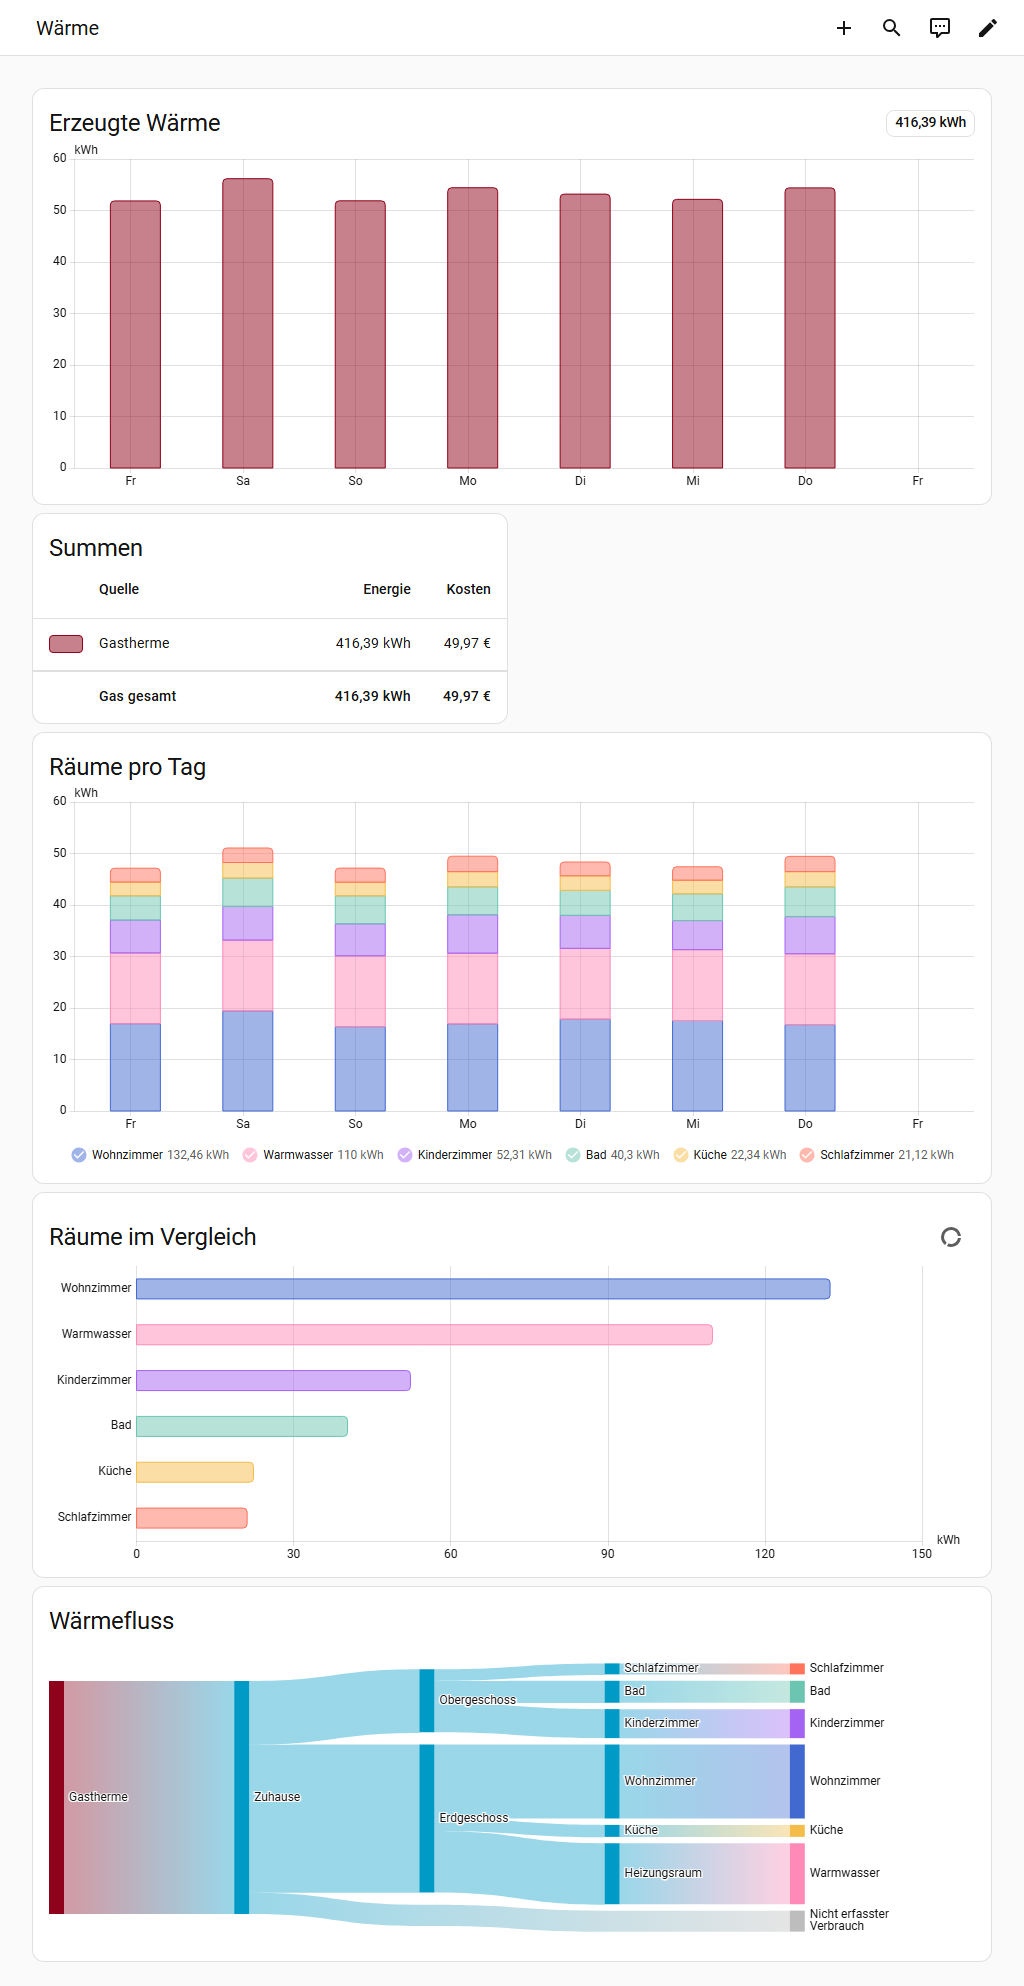 Wärme
Erzeugte Wärme
416,39 kWh
kWh
60
50
40
30
20
10
0
Fr Sa So Mo Di Mi Do Fr
Summen
Quelle Energie Kosten
Gastherme 416,39 kWh 49,97 €
Gas gesamt 416,39 kWh 49,97 €
Räume pro Tag
kWh
60
50
40
30
20
10
0
Fr Sa So Mo Di Mi Do Fr
Wohnzimmer 132,46 kWh Warmwasser 110 kWh Kinderzimmer 52,31 kWh Bad 40,3 kWh Küche 22,34 kWh Schlafzimmer 21,12 kWh
Räume im Vergleich
Wohnzimmer
Warmwasser
Kinderzimmer
Bad
Küche
Schlafzimmer
kWh
0 30 60 90 120 150
Wärmefluss
Schlafzimmer Schlafzimmer
Bad Bad
Obergeschoss
Kinderzimmer Kinderzimmer
Wohnzimmer Wohnzimmer
Gastherme Zuhause
Erdgeschoss
Küche Küche
Heizungsraum Warmwasser
Nicht erfasster
Verbrauch